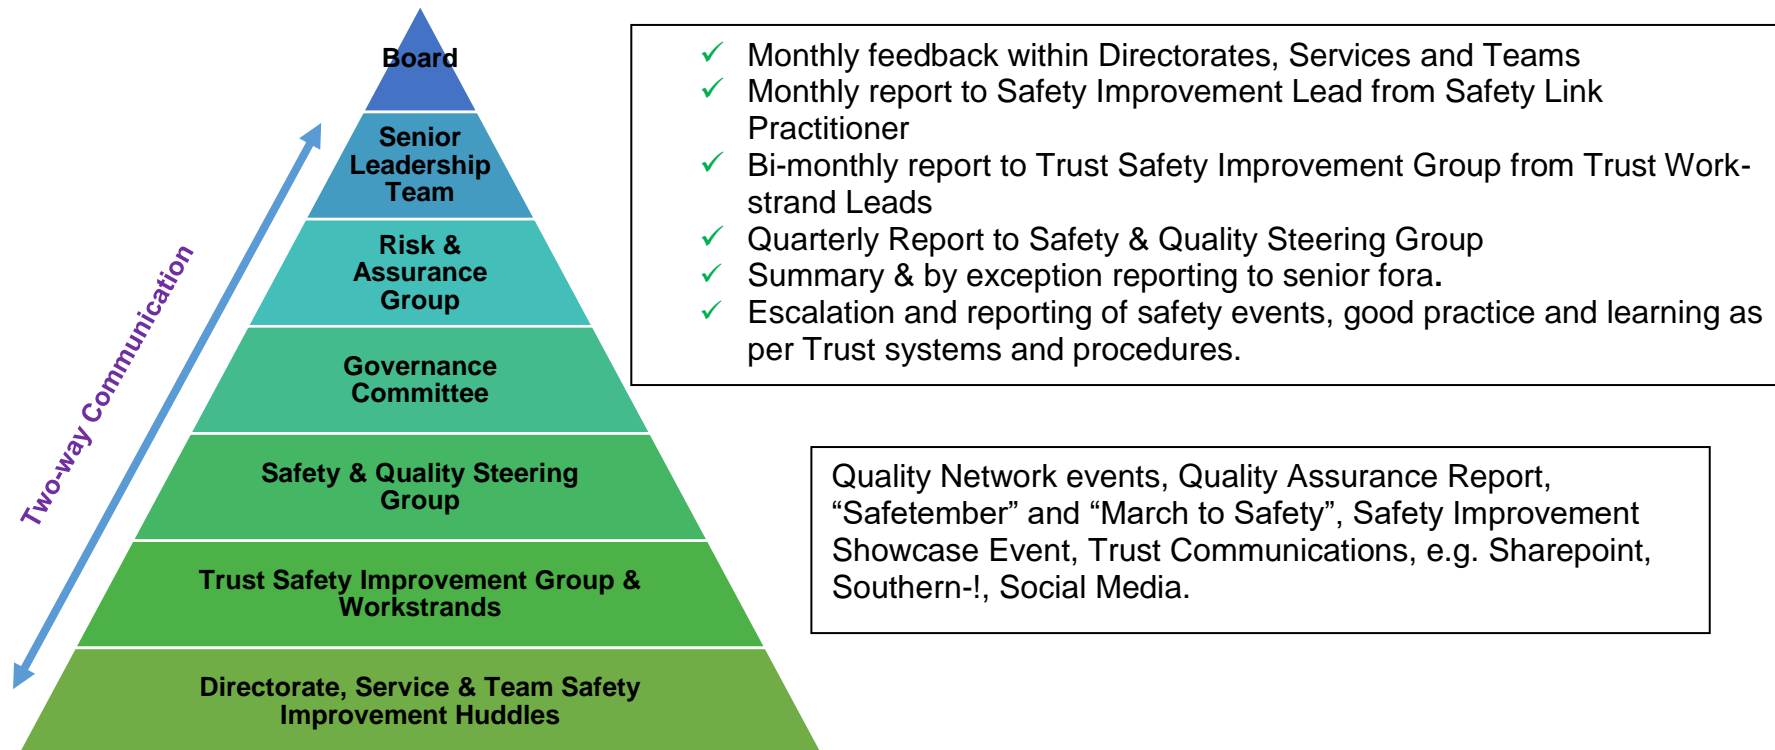 Board
Senior
Leadership
Team
Risk &
Assurance
Group
Governance
Committee
Safety & Quality Steering
Group
Trust Safety Improvement Group &
Workstrands
Directorate, Service & Team Safety
Improvement Huddles
Two-way Communication
✓ Monthly feedback within Directorates, Services and Teams
✓ Monthly report to Safety Improvement Lead from Safety Link
Practitioner
✓ Bi-monthly report to Trust Safety Improvement Group from Trust Work-
strand Leads
✓ Quarterly Report to Safety & Quality Steering Group
✓ Summary & by exception reporting to senior fora.
✓ Escalation and reporting of safety events, good practice and learning as
per Trust systems and procedures.
Quality Network events, Quality Assurance Report,
“Safetember” and “March to Safety”, Safety Improvement
Showcase Event, Trust Communications, e.g. Sharepoint,
Southern-!, Social Media.